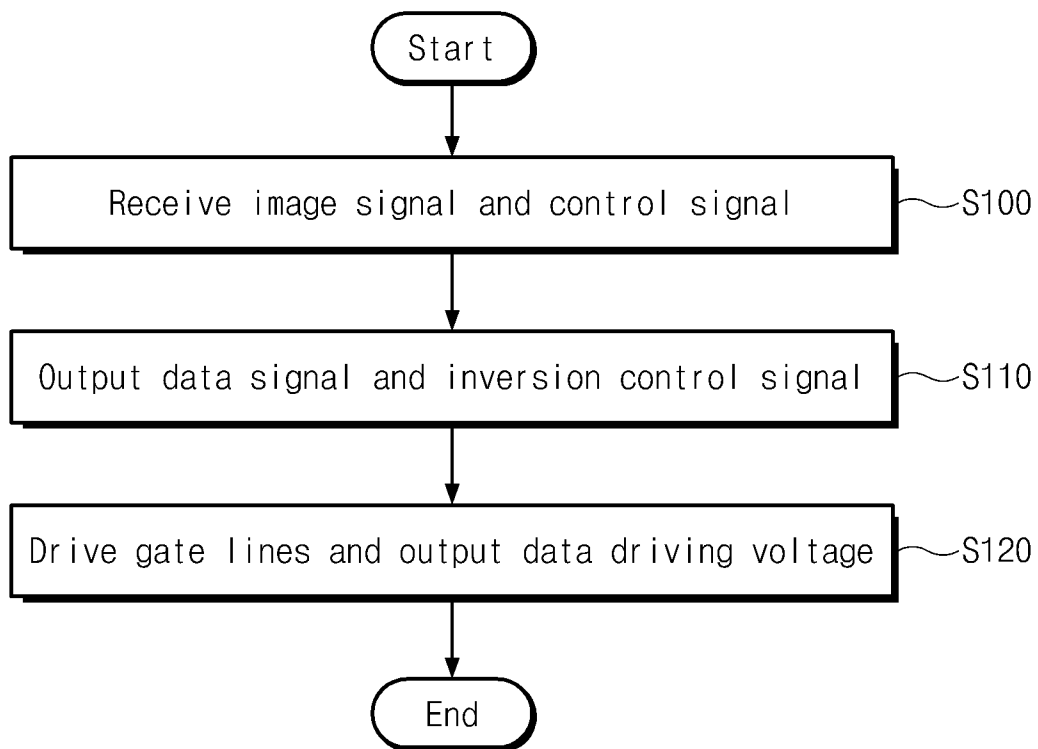 Start
Receive image signal and control signal
S100
Output data signal and inversion control signal
S110
Drive gate lines and output data driving voltage
S120
End